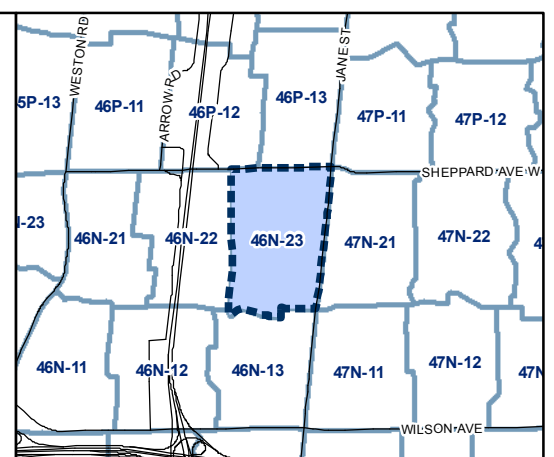 WESTON RD
ARROW RD
JANE ST
5P-13
46P-11
46P-12
46P-13
47P-11
47P-12
SHEPPARD AVE W
-23
46N-21
46N-22
46N-23
47N-21
47N-22
4
46N-11
46N-12
46N-13
47N-11
47N-12
47N
WILSON AVE